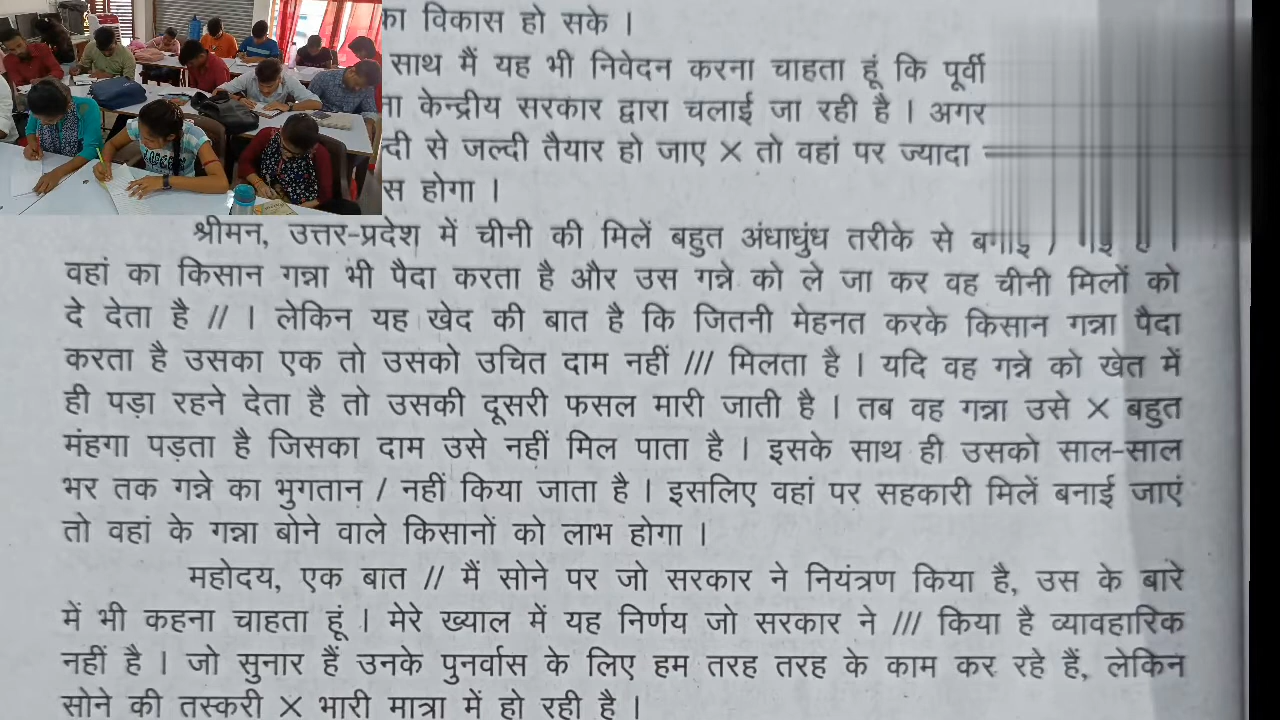 का विकास हो सके ।
साथ मैं यह भी निवेदन करना चाहता हूं कि पूर्वी
केन्द्रीय सरकार द्वारा चलाई जा रही है । अगर
से जल्दी तैयार हो जाए X तो वहां पर ज्यादा
होगा ।
श्रीमन, उत्तर-प्रदेश में चीनी की मिलें बहुत अंधाधुंध तरीके से
वहां का किसान गन्ना भी पैदा करता है और उस गन्ने को ले जा कर वह चीनी मिलों को
दे देता है // । लेकिन यह खेद की बात है कि जितनी मेहनत करके किसान गन्ना पैदा
करता है उसका एक तो उसको उचित दाम नहीं /// मिलता है । यदि वह गन्ने को खेत में
ही पड़ा रहने देता है तो उसकी दूसरी फसल मारी जाती है । तब वह गन्ना उसे X बहुत
मंहगा पड़ता है जिसका दाम उसे नहीं मिल पाता है । इसके साथ ही उसको साल-साल
भर तक गन्ने का भुगतान / नहीं किया जाता है । इसलिए वहां पर सहकारी मिलें बनाई जाएं
तो वहां के गन्ना बोने वाले किसानों को लाभ होगा ।
महोदय, एक बात // मैं सोने पर जो सरकार ने नियंत्रण किया है, उस के बारे
में भी कहना चाहता हूं । मेरे ख्याल में यह निर्णय जो सरकार ने /// किया है व्यावहारिक
नहीं है । जो सुनार हैं उनके पुनर्वास के लिए हम तरह तरह के काम कर रहे हैं, लेकिन
सोने की तस्करी X भारी मात्रा में हो रही है ।